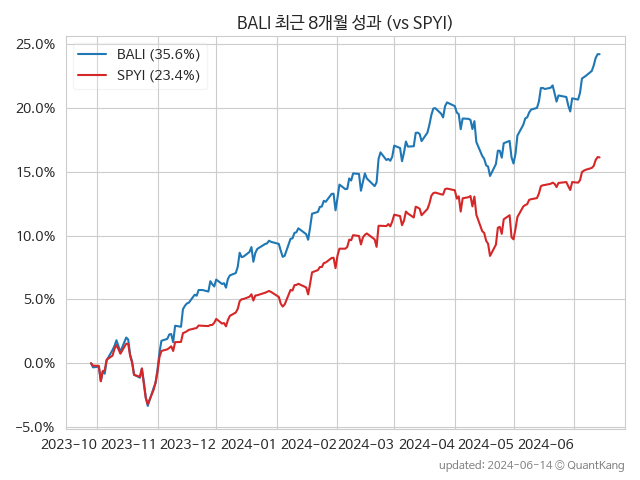 BALI 최근 8개월 성과 (vs SPYI)
25.0%
BALI (35.6%)
SPYI (23.4%)
20.0%
15.0%
10.0%
5.0%
0.0%
−5.0%
2023−10 2023−11 2023−12 2024−01 2024−02 2024−03 2024−04 2024−05 2024−06
updated: 2024-06-14 © QuantKang